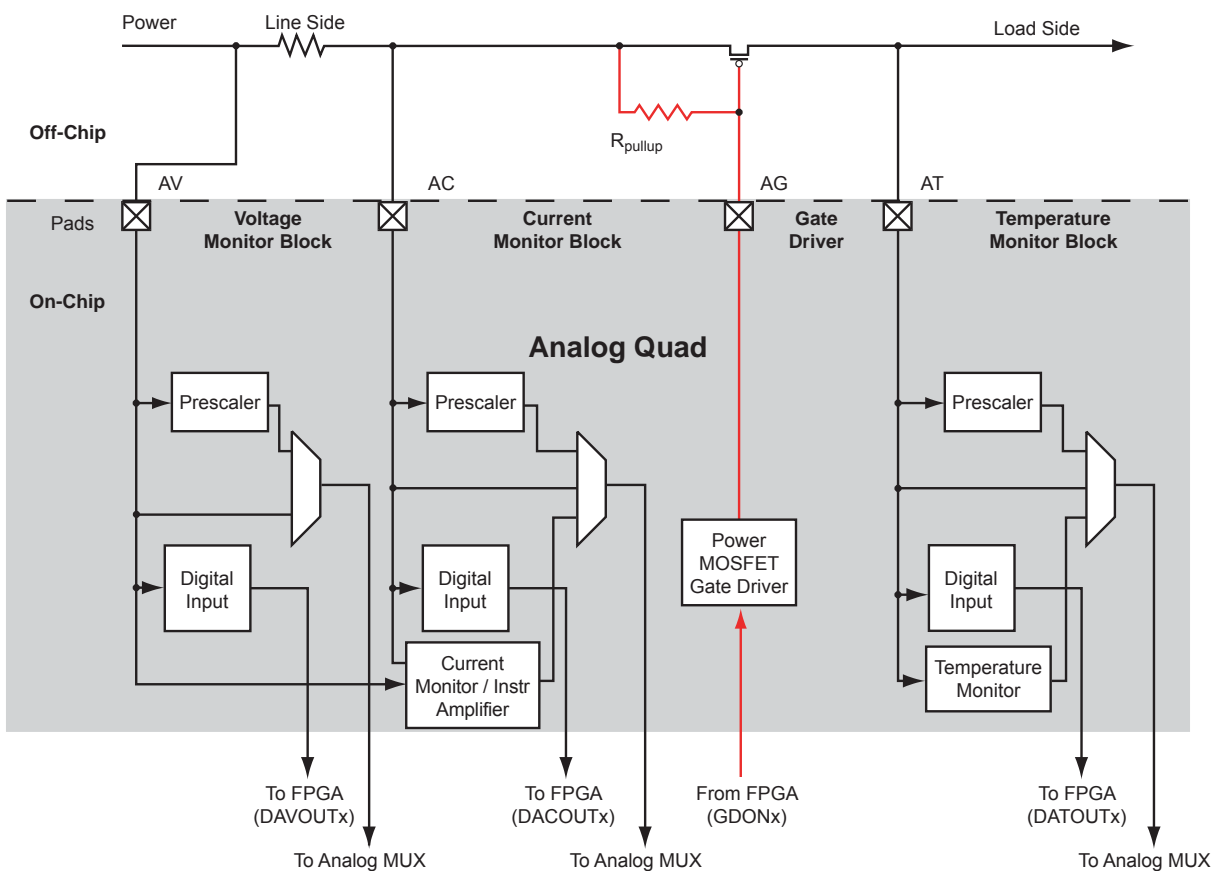 Power
Line Side
Load Side
Off-Chip
Rpullup
AV
AC
AG
AT
Pads
Voltage
Monitor Block
Current
Monitor Block
Gate
Driver
Temperature
Monitor Block
On-Chip
Analog Quad
Prescaler
Prescaler
Prescaler
Digital
Input
Digital
Input
Power
MOSFET
Gate Driver
Digital
Input
Current
Monitor / Instr
Amplifier
Temperature
Monitor
To FPGA
(DAVOUTx)
To FPGA
(DACOUTx)
From FPGA
(GDONx)
To FPGA
(DATOUTx)
To Analog MUX
To Analog MUX
To Analog MUX